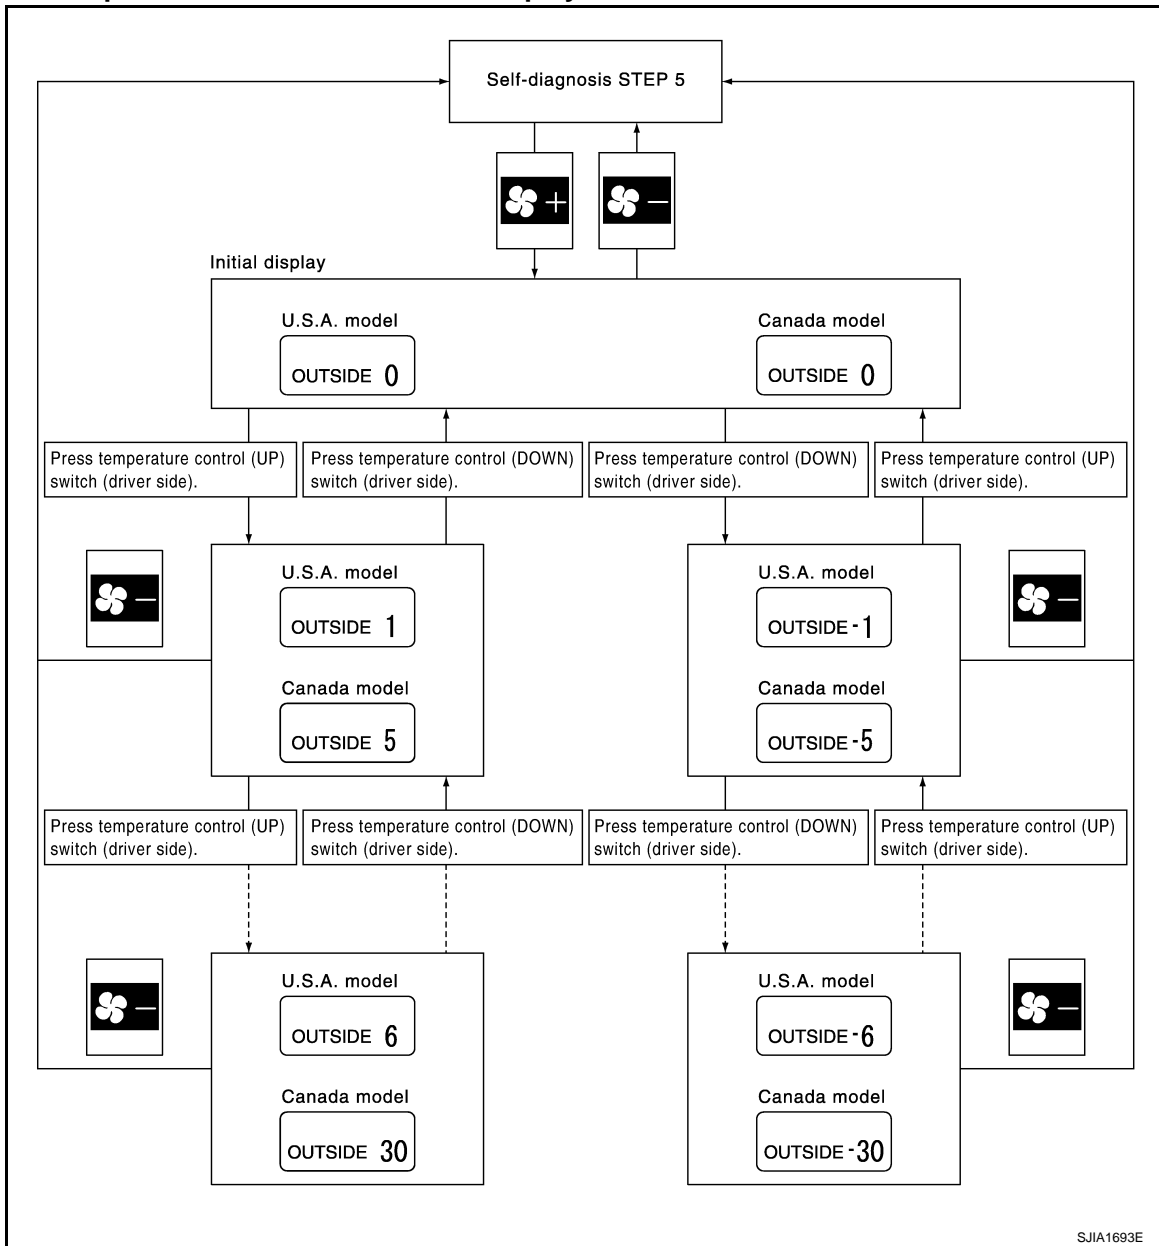 Self-diagnosis STEP 5
Initial display
U.S.A. model
Canada model
OUTSIDE 0
OUTSIDE 0
Press temperature control (UP)
switch (driver side).
Press temperature control (DOWN)
switch (driver side).
Press temperature control (DOWN)
switch (driver side).
Press temperature control (UP)
switch (driver side).
U.S.A. model
OUTSIDE 1
Canada model
OUTSIDE 5
U.S.A. model
OUTSIDE -1
Canada model
OUTSIDE -5
Press temperature control (UP)
switch (driver side).
Press temperature control (DOWN)
switch (driver side).
Press temperature control (DOWN)
switch (driver side).
Press temperature control (UP)
switch (driver side).
U.S.A. model
OUTSIDE 6
Canada model
OUTSIDE 30
U.S.A. model
OUTSIDE -6
Canada model
OUTSIDE -30
SJIA1693E